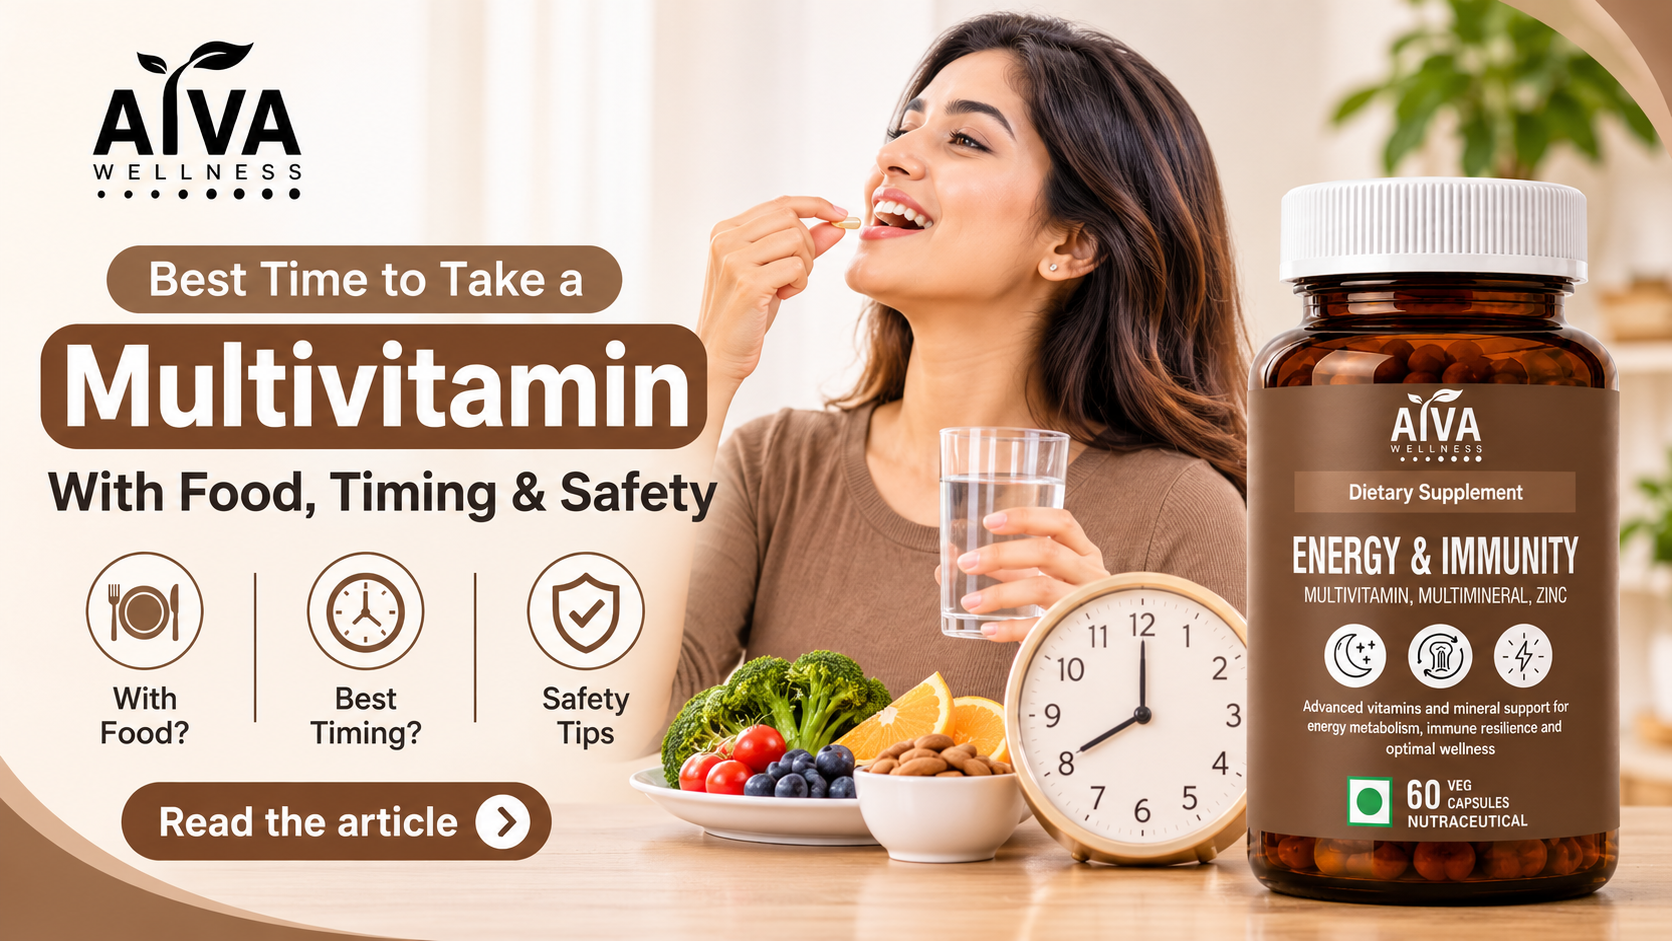 AIVA
WELLNESS
Best Time to Take a
Multivitamin
With Food, Timing & Safety
With
Food?
Best
Timing?
Safety
Tips
Read the article
12
1
2
3
4
5
6
7
8
9
10
11
AIVA
WELLNESS
Dietary Supplement
ENERGY & IMMUNITY
MULTIVITAMIN, MULTIMINERAL, ZINC
Advanced vitamins and mineral support for
energy metabolism, immune resilience and
optimal wellness
60 VEG
CAPSULES
NUTRACEUTICAL